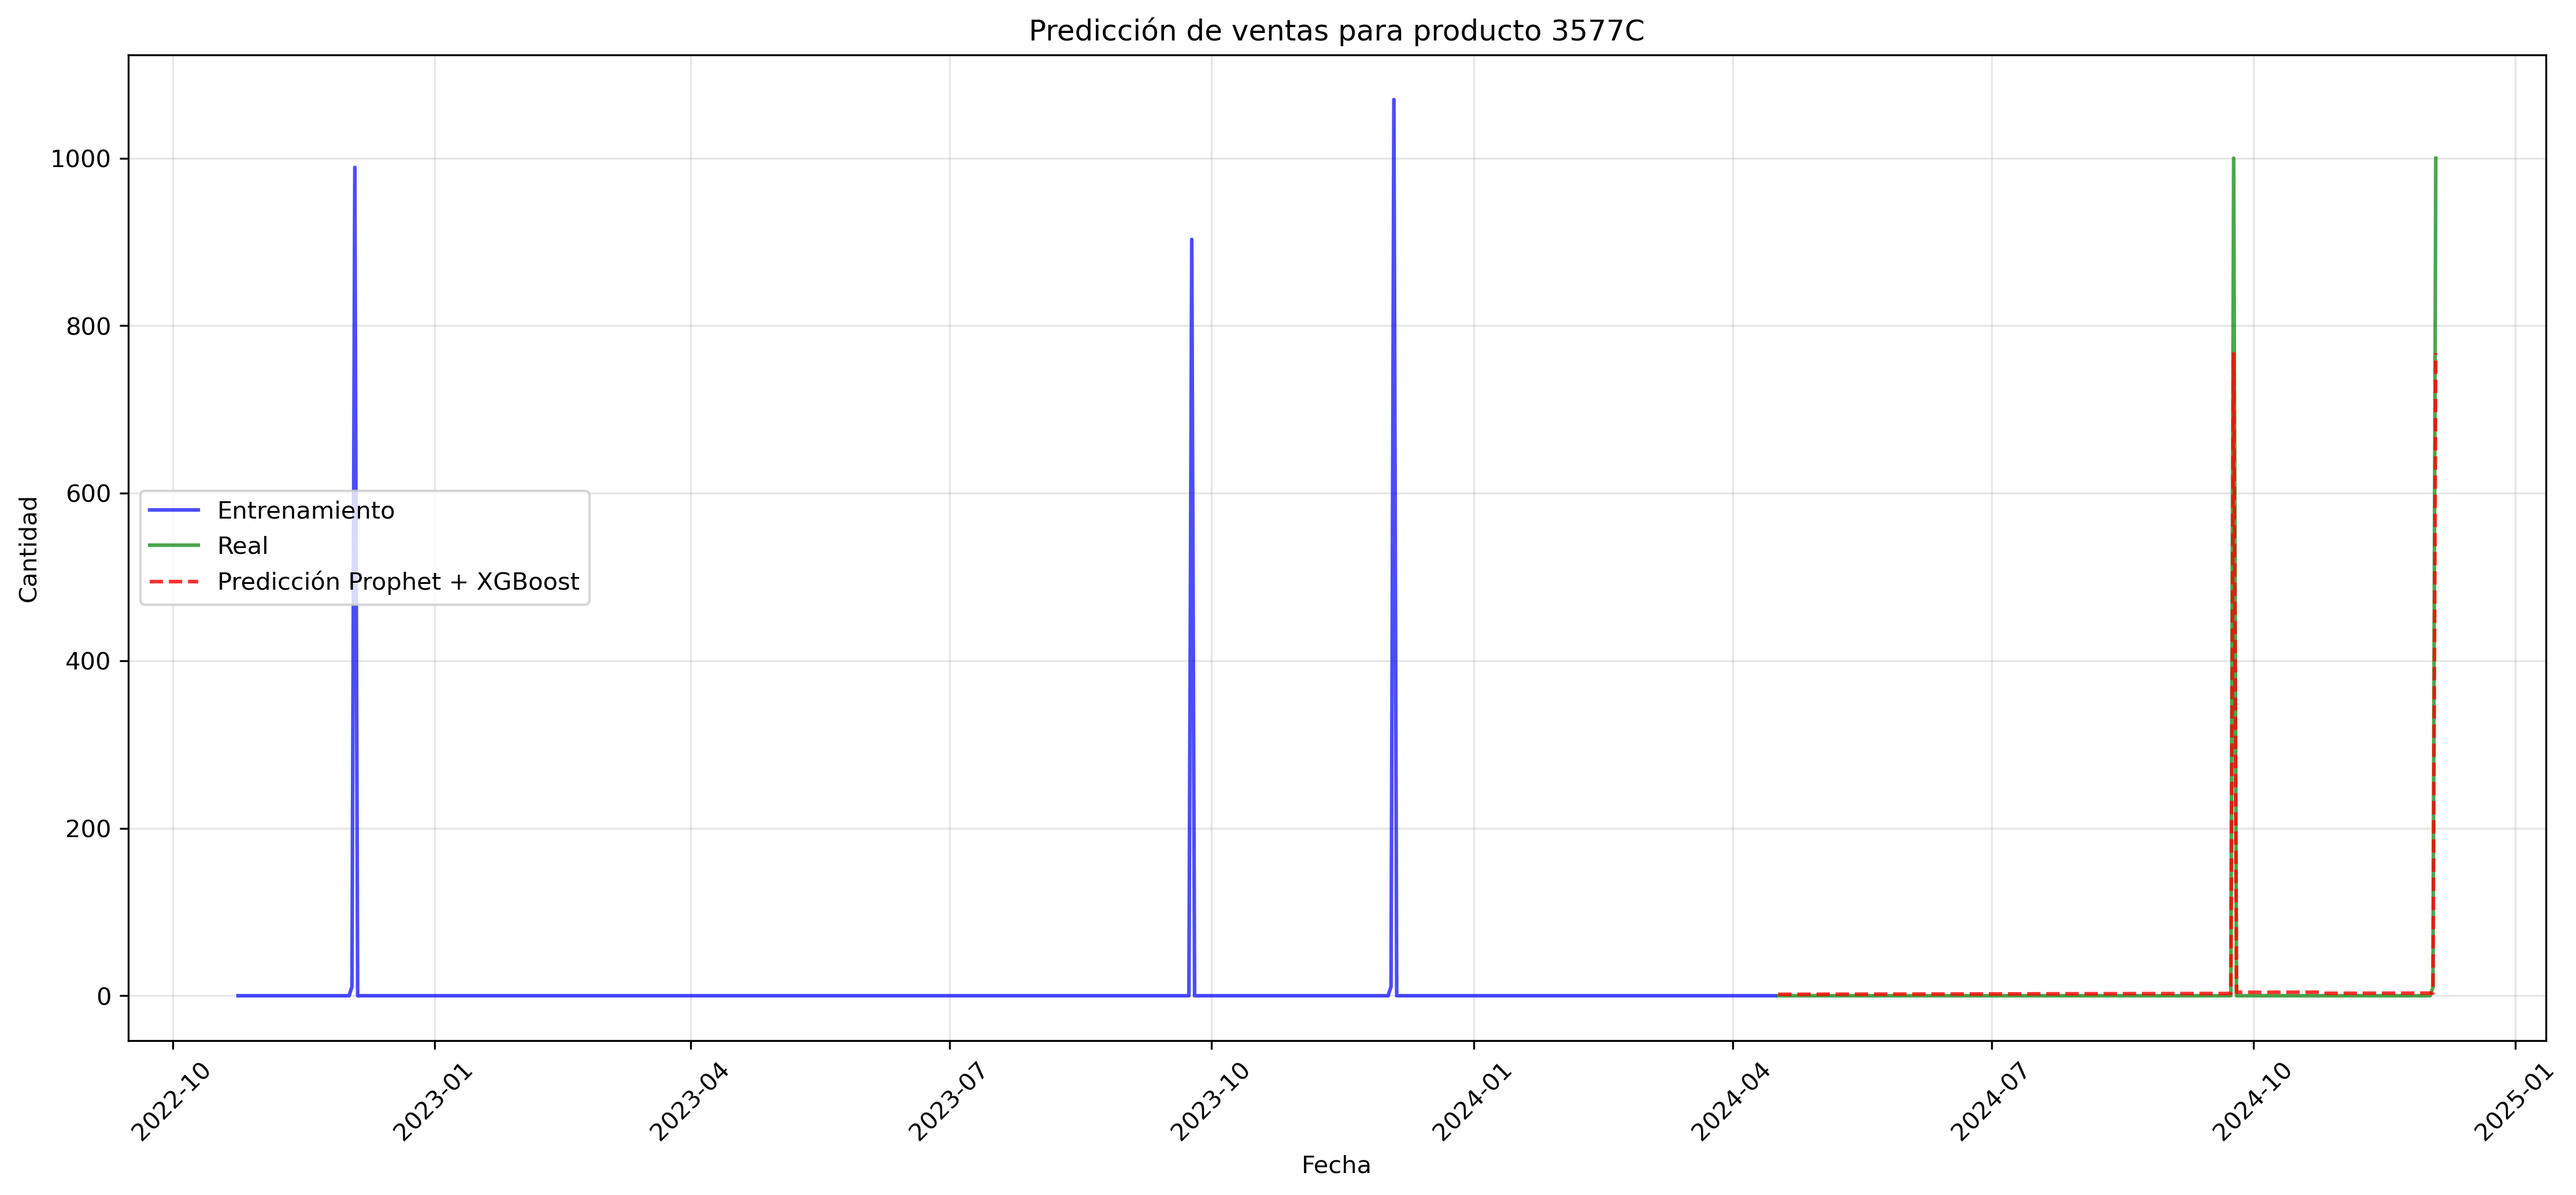 Predicción de ventas para producto 3577C
Cantidad
1000
800
600
400
200
0
Entrenamiento
Real
Predicción Prophet + XGBoost
2022-10
2023-01
2023-04
2023-07
2023-10
2024-01
2024-04
2024-07
2024-10
2025-01
Fecha